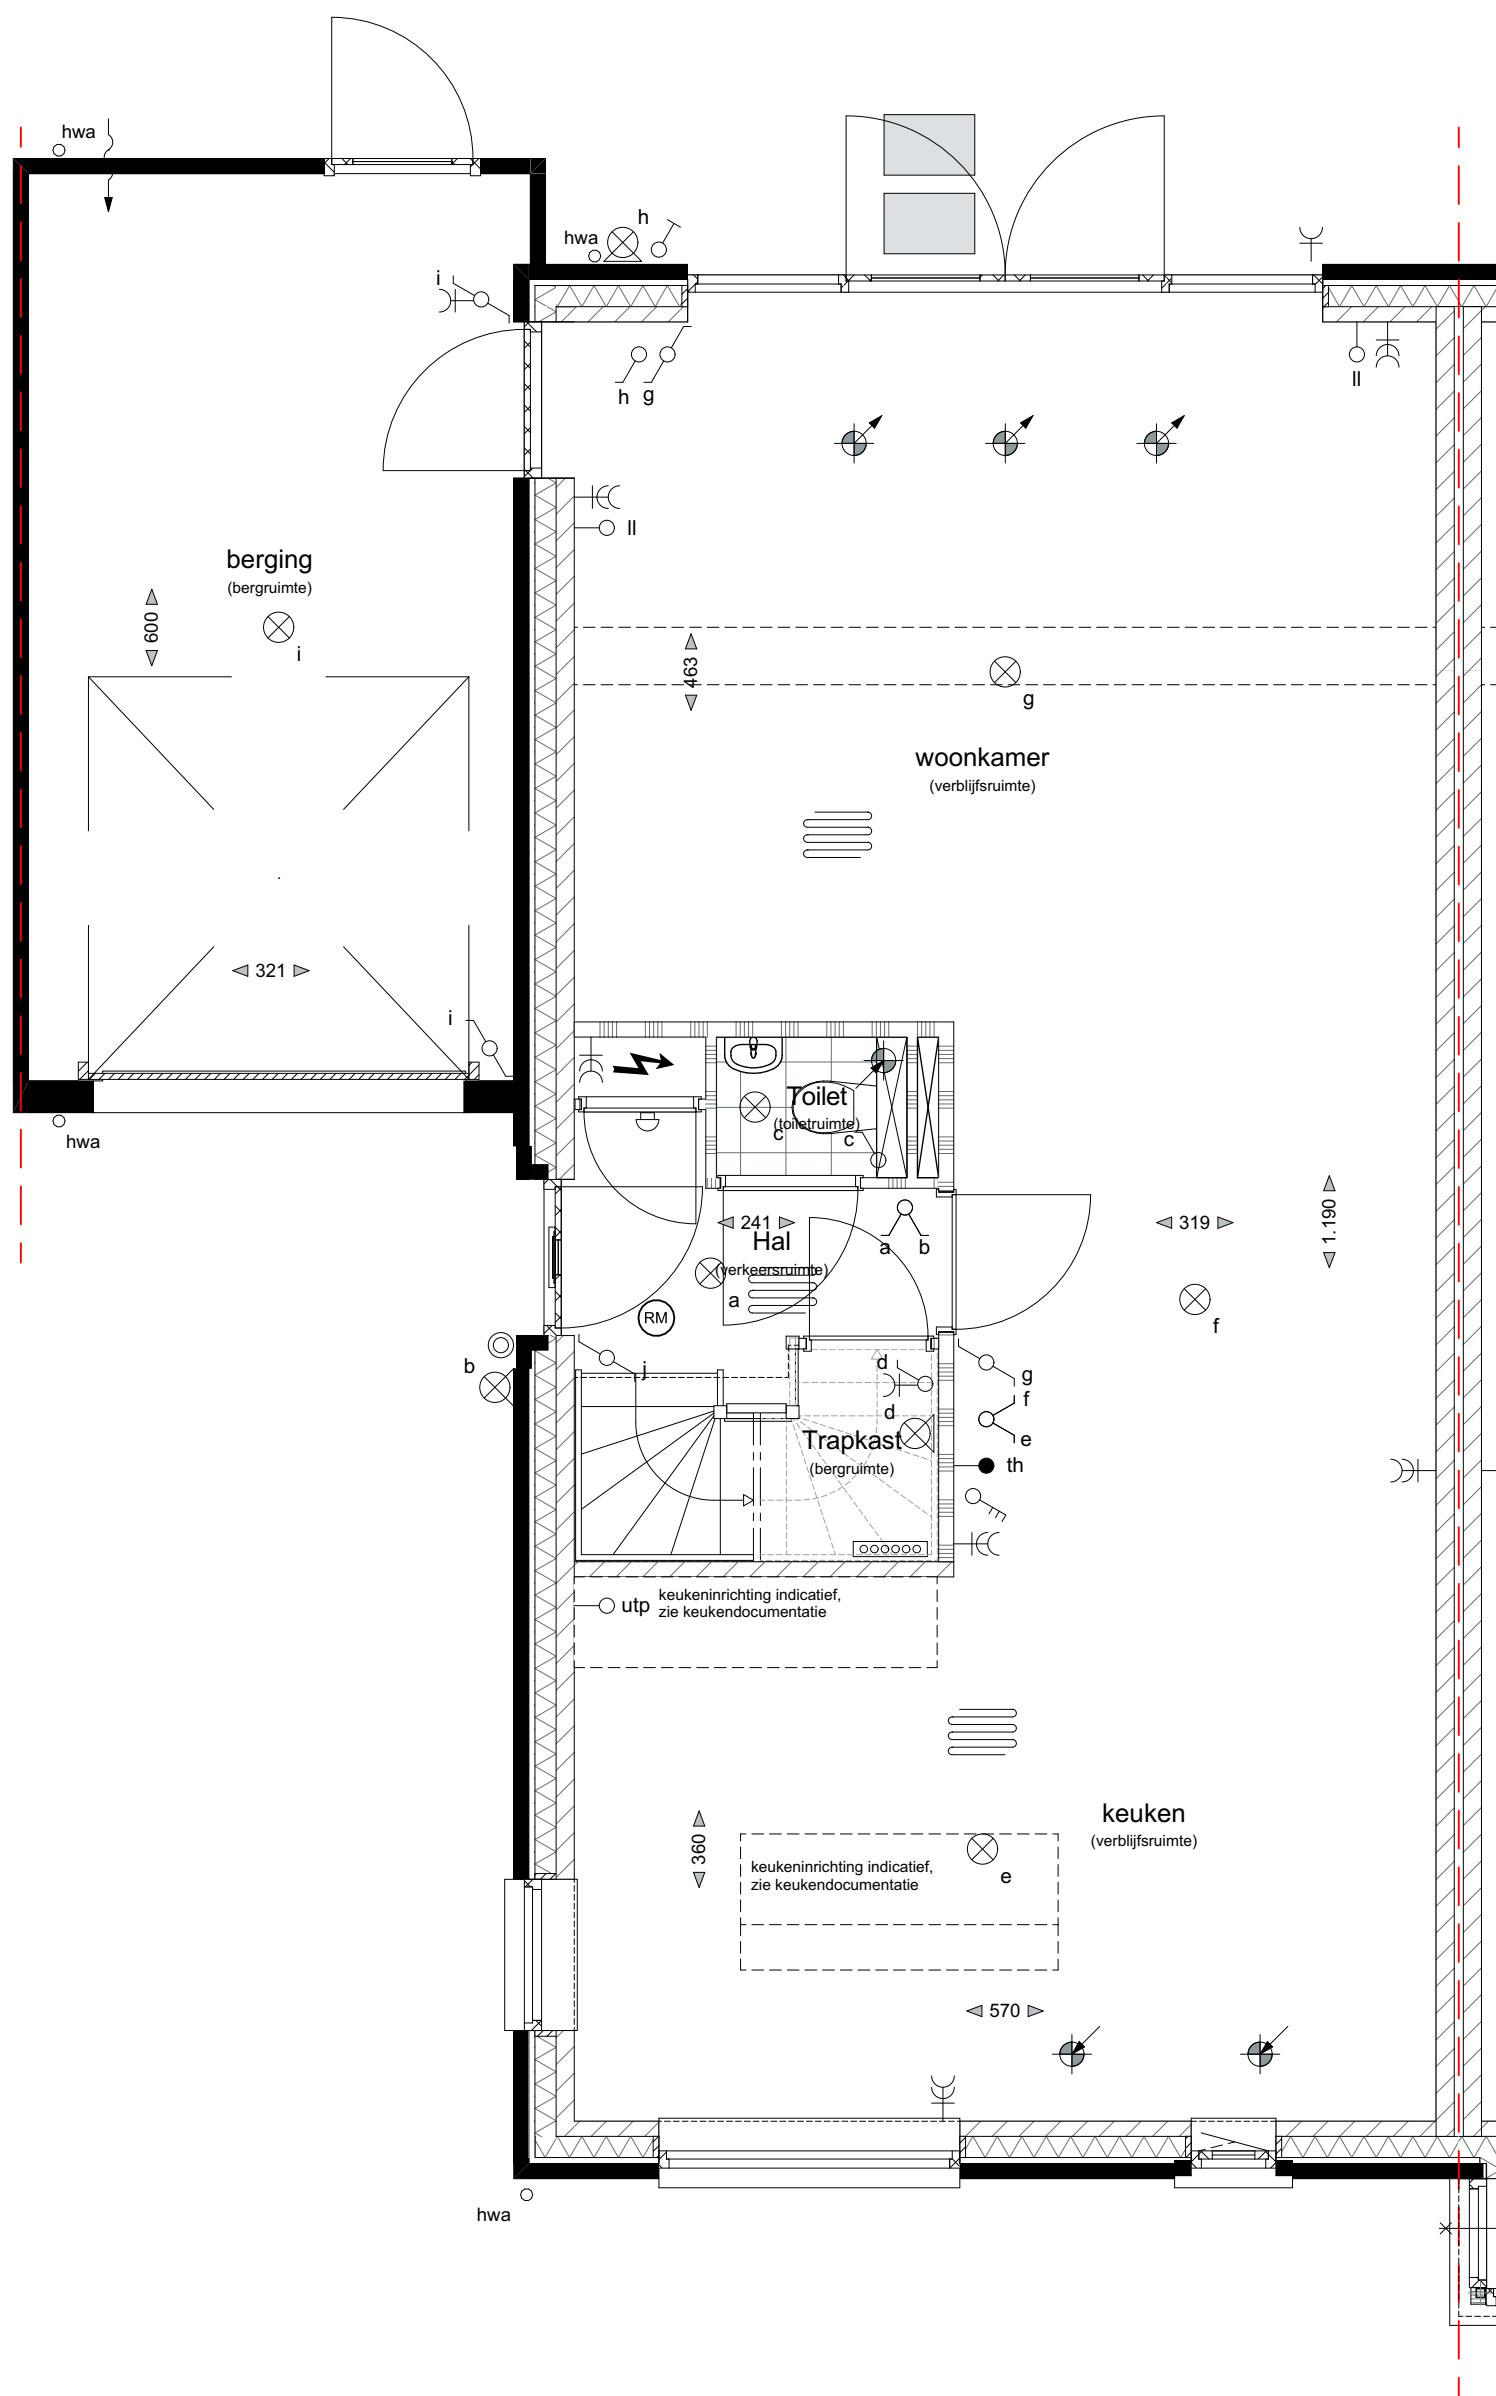 hwa
h
hwa
i
h
g
ll
ll
berging
(bergruimte)
600
i
463
g
woonkamer
(verblijfsruimte)
321
i
hwa
Toilet
(toiletruimte)
c
c
241
Hal
(verkeersruimte)
a
b
a
RM
319
1.190
f
b
j
d
d
g
f
e
th
Trapkast
(bergruimte)
utp
keukeninrichting indicatief,
zie keukendocumentatie
keuken
(verblijfsruimte)
360
keukeninrichting indicatief,
zie keukendocumentatie
e
570
hwa